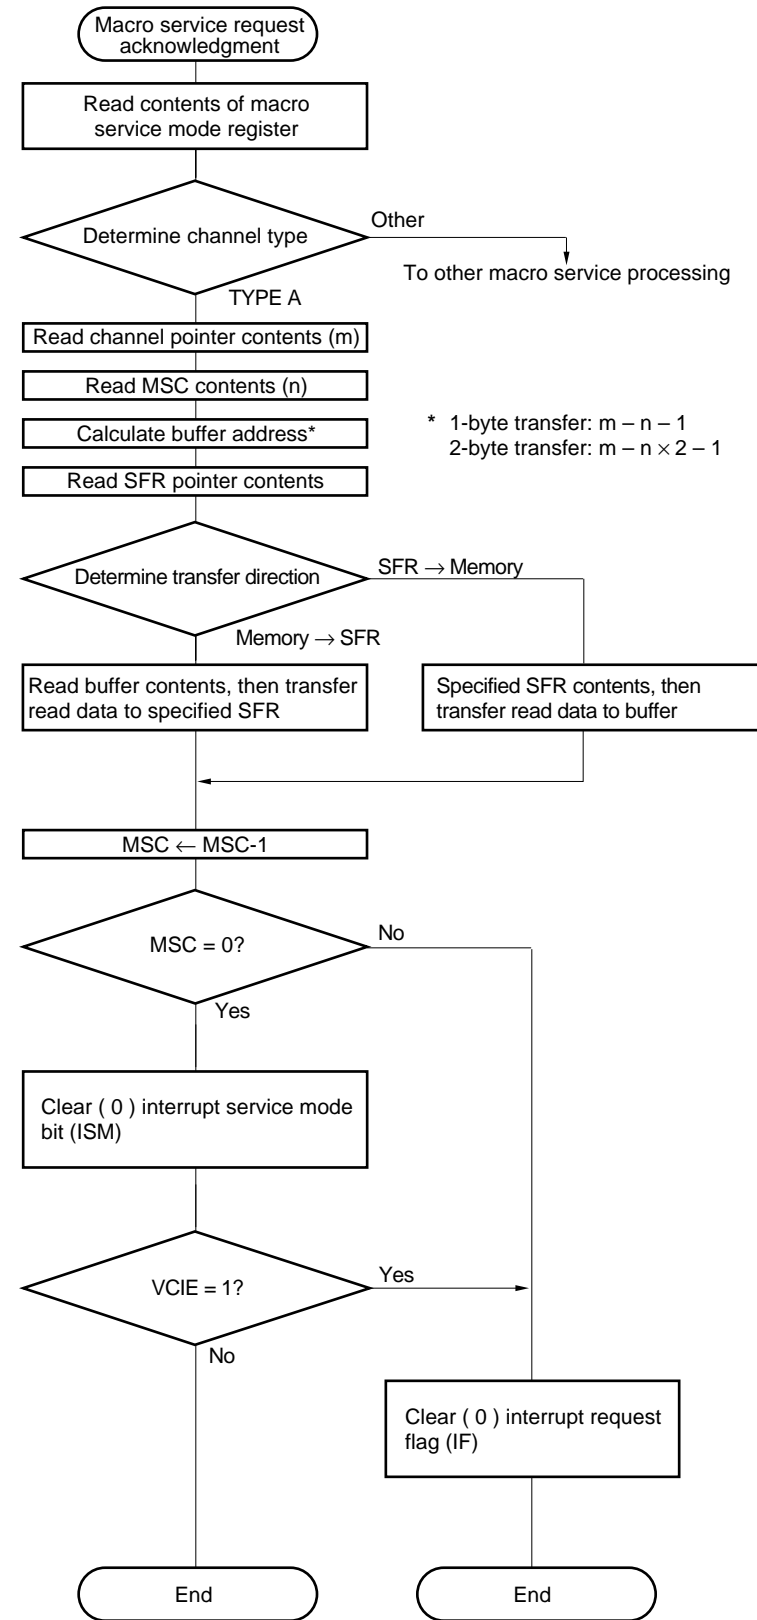 Macro service request
acknowledgment
Read contents of macro
service mode register
Determine channel type
Other
To other macro service processing
TYPE A
Read channel pointer contents (m)
Read MSC contents (n)
Calculate buffer address*
* 1-byte transfer: m – n – 1
2-byte transfer: m – n × 2 – 1
Read SFR pointer contents
Determine transfer direction
SFR → Memory
Memory → SFR
Read buffer contents, then transfer
read data to specified SFR
Specified SFR contents, then
transfer read data to buffer
MSC ← MSC-1
MSC = 0?
No
Yes
Clear ( 0 ) interrupt service mode
bit (ISM)
VCIE = 1?
Yes
No
Clear ( 0 ) interrupt request
flag (IF)
End
End